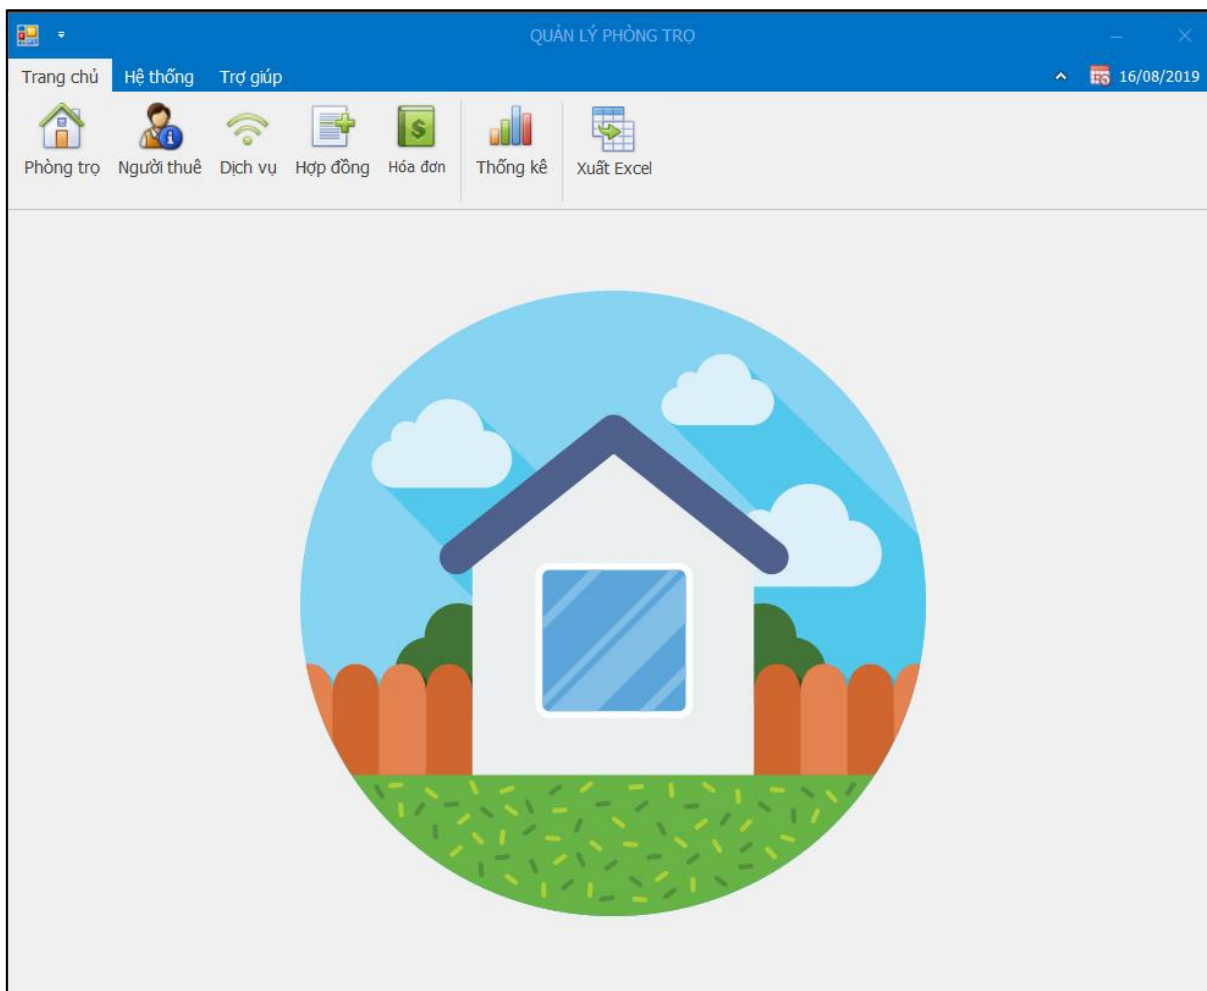 QUẢN LÝ PHÒNG TRỌ
Trang chủ Hệ thống Trợ giúp 16/08/2019
Phòng trọ Người thuê Dịch vụ Hợp đồng Hóa đơn Thống kê Xuất Excel